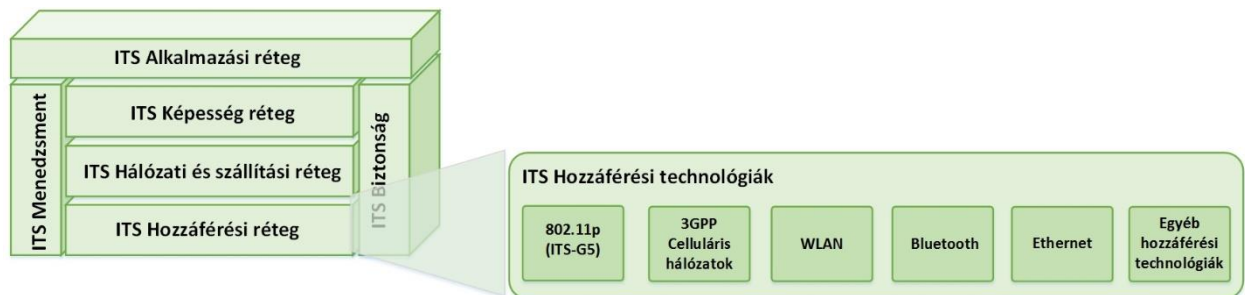 ITS Alkalmazási réteg
ITS Menedzsment
ITS Képesség réteg
ITS Hálózati és szállítási réteg
ITS Hozzáférési réteg
ITS Biztonság
ITS Hozzáférési technológiák
802.11p
(ITS-G5)
3GPP
Celluláris
hálózatok
WLAN
Bluetooth
Ethernet
Egyéb
hozzáférési
technológiák